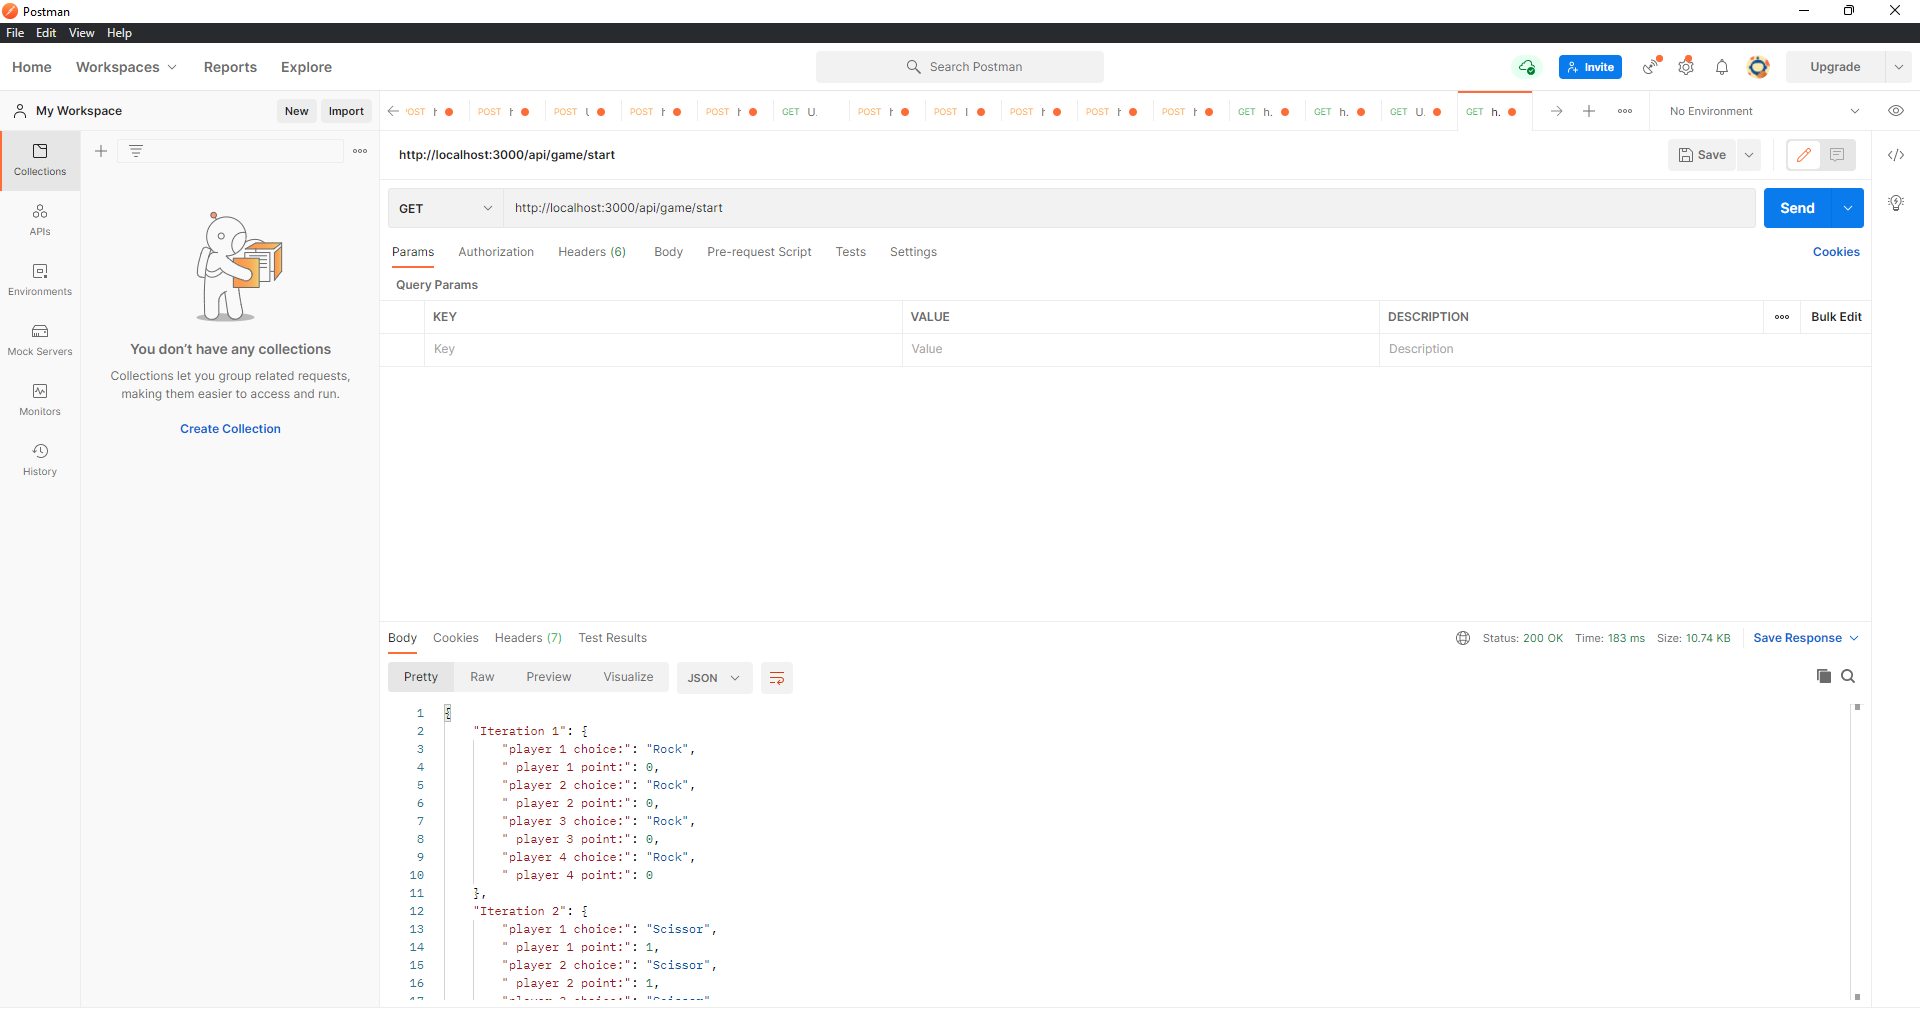 Postman
File Edit View Help
Home Workspaces Reports Explore Search Postman Invite Upgrade
My Workspace New Import
POST POST POST U POST POST GET U. POST POST POST POST POST GET h. GET h. GET U. GET h. No Environment
http://localhost:3000/api/game/start Save
GET http://localhost:3000/api/game/start Send
Params Authorization Headers (6) Body Pre-request Script Tests Settings Cookies
Query Params
KEY VALUE DESCRIPTION Bulk Edit
Key Value Description
Collections
APIs
Environments
Mock Servers
Monitors
History
You don't have any collections
Collections let you group related requests,
making them easier to access and run.
Create Collection
Body Cookies Headers (7) Test Results Status: 200 OK Time: 183 ms Size: 10.74 KB Save Response
Pretty Raw Preview Visualize JSON
1 {
2 "Iteration 1": {
3 "player 1 choice:": "Rock",
4 " player 1 point:": 0,
5 "player 2 choice:": "Rock",
6 " player 2 point:": 0,
7 "player 3 choice:": "Rock",
8 " player 3 point:": 0,
9 "player 4 choice:": "Rock",
10 " player 4 point:": 0
11 },
12 "Iteration 2": {
13 "player 1 choice:": "Scissor",
14 " player 1 point:": 1,
15 "player 2 choice:": "Scissor",
16 " player 2 point:": 1,